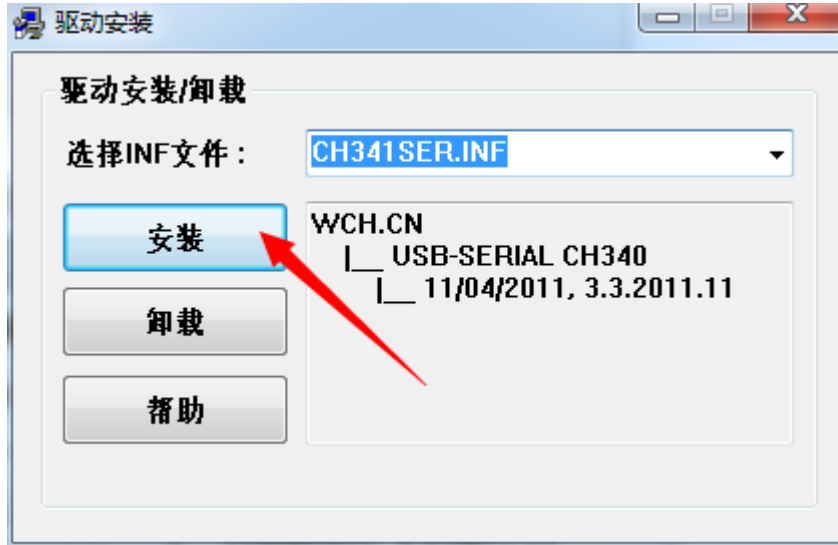 驱动安装
驱动安装/卸载
选择INF文件：
CH341SER.INF
安装
卸载
帮助
WCH.CN
|__ USB-SERIAL CH340
|__ 11/04/2011, 3.3.2011.11